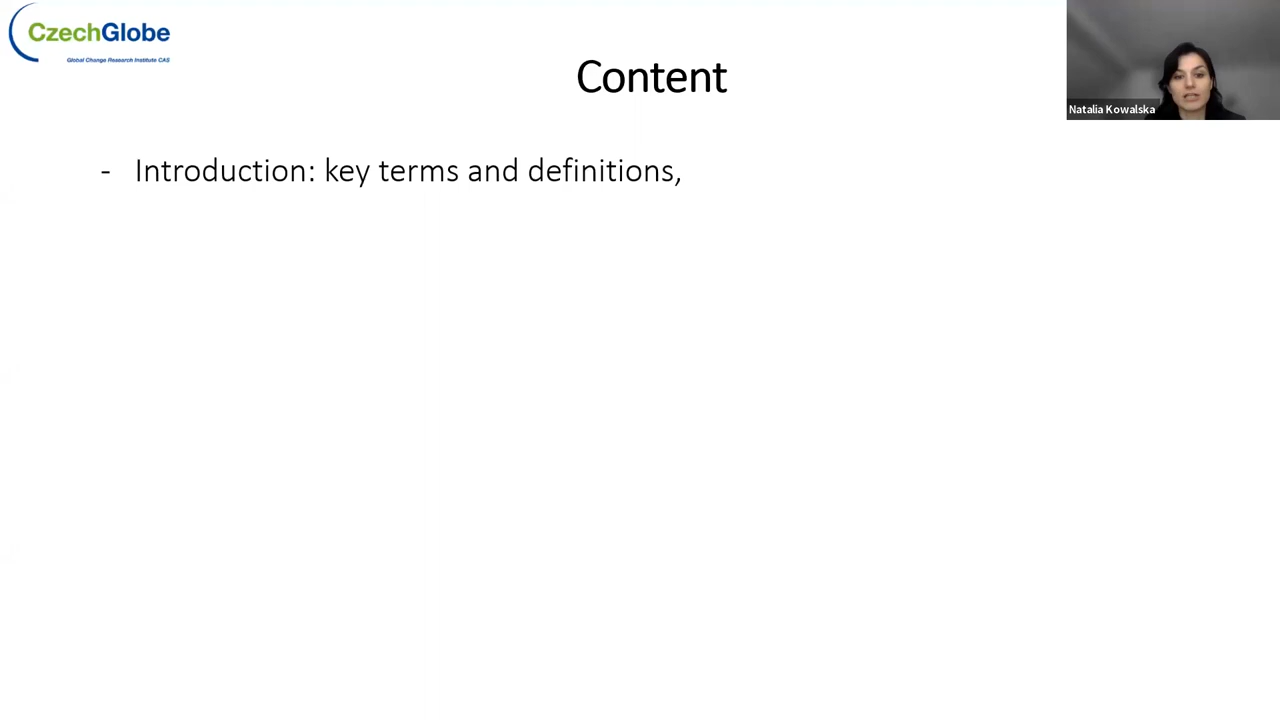 CzechGlobe
Global Change Research Institute CAS
Content
Natalia Kowalska
- Introduction: key terms and definitions,